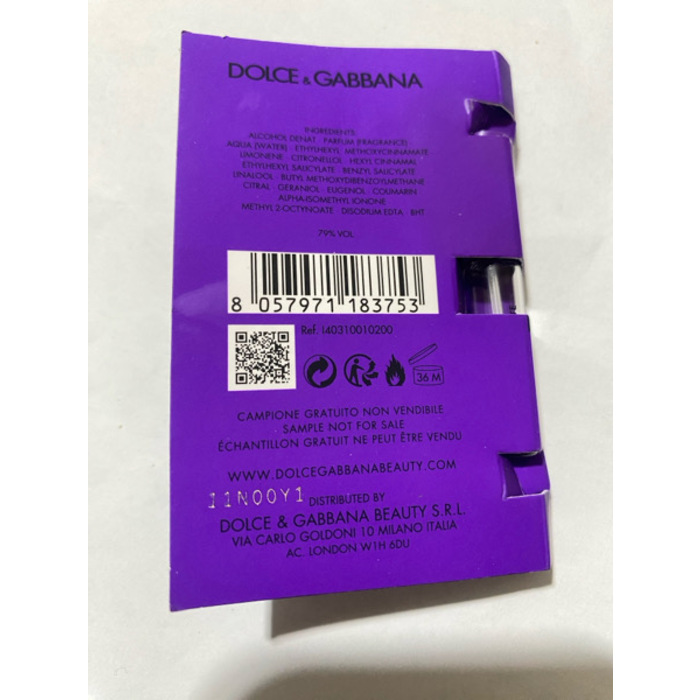 DOLCE & GABBANA
INGREDIENTS:
ALCOHOL DENAT · PARFUM (FRAGRANCE)
AQUA (WATER) · ETHYLHEXYL METHOXYCINNAMATE
LIMONENE · CITRONELLOL · HEXYL CINNAMAL
ETHYLHEXYL SALICYLATE · BENZYL SALICYLATE
LINALOOL · BUTYL METHOXYDIBENZOYLMETHANE
CITRAL · GERANIOL · EUGENOL · COUMARIN
ALPHA-ISOMETHYL IONONE
METHYL 2-OCTYNOATE · DISODIUM EDTA · BHT
79% VOL
8 057971 183753
Ref. I40310010200
36 M
CAMPIONE GRATUITO NON VENDIBILE
SAMPLE NOT FOR SALE
ÉCHANTILLON GRATUIT NE PEUT ÊTRE VENDU
WWW.DOLCEGABBANABEAUTY.COM
11N00Y1 DISTRIBUTED BY
DOLCE & GABBANA BEAUTY S.R.L.
VIA CARLO GOLDONI 10 MILANO ITALIA
AC. LONDON W1H 6DU